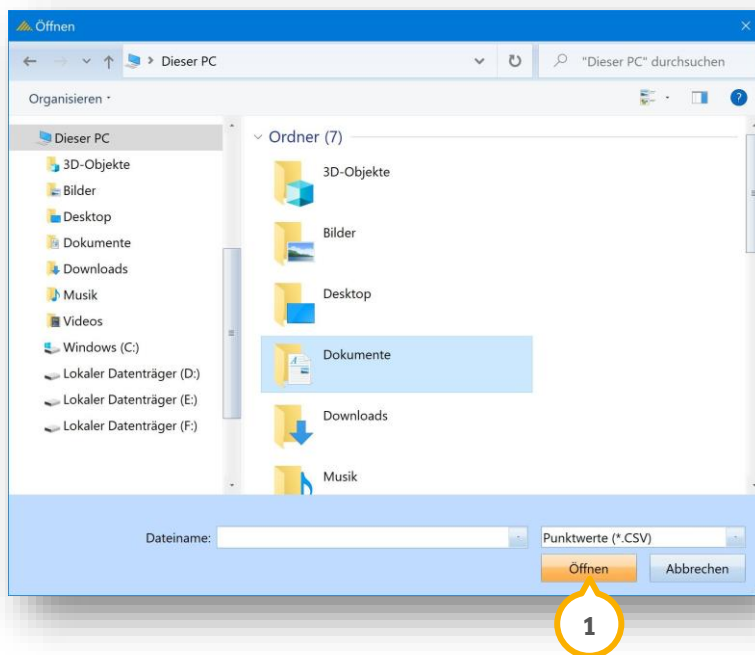 Öffnen
Dieser PC
"Dieser PC" durchsuchen
Organisieren
Dieser PC
3D-Objekte
Bilder
Desktop
Dokumente
Downloads
Musik
Videos
Windows (C:)
Lokaler Datenträger (D:)
Lokaler Datenträger (E:)
Lokaler Datenträger (F:)
Ordner (7)
3D-Objekte
Bilder
Desktop
Dokumente
Downloads
Musik
Dateiname:
Punktwerte (*.CSV)
Öffnen
Abbrechen
1